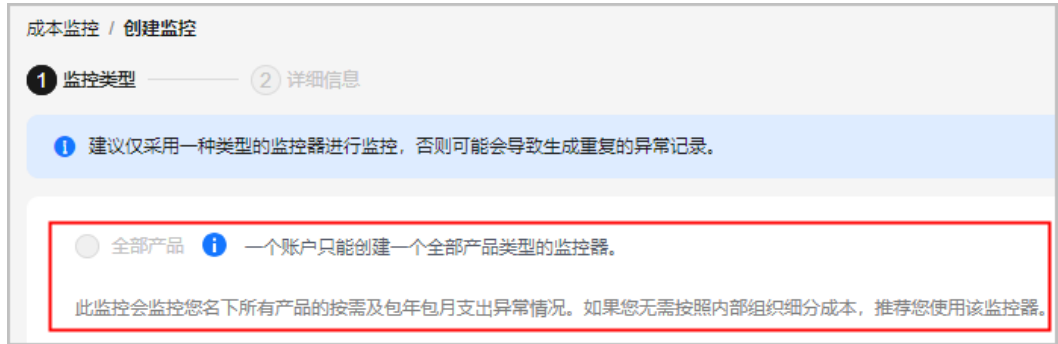 成本监控 / 创建监控
1 监控类型 2 详细信息
建议仅采用一种类型的监控器进行监控，否则可能会导致生成重复的异常记录。
全部产品 一个账户只能创建一个全部产品类型的监控器。
此监控会监控您名下所有产品的按需及包年包月支出异常情况。如果您无需按照内部组织细分成本，推荐您使用该监控器。